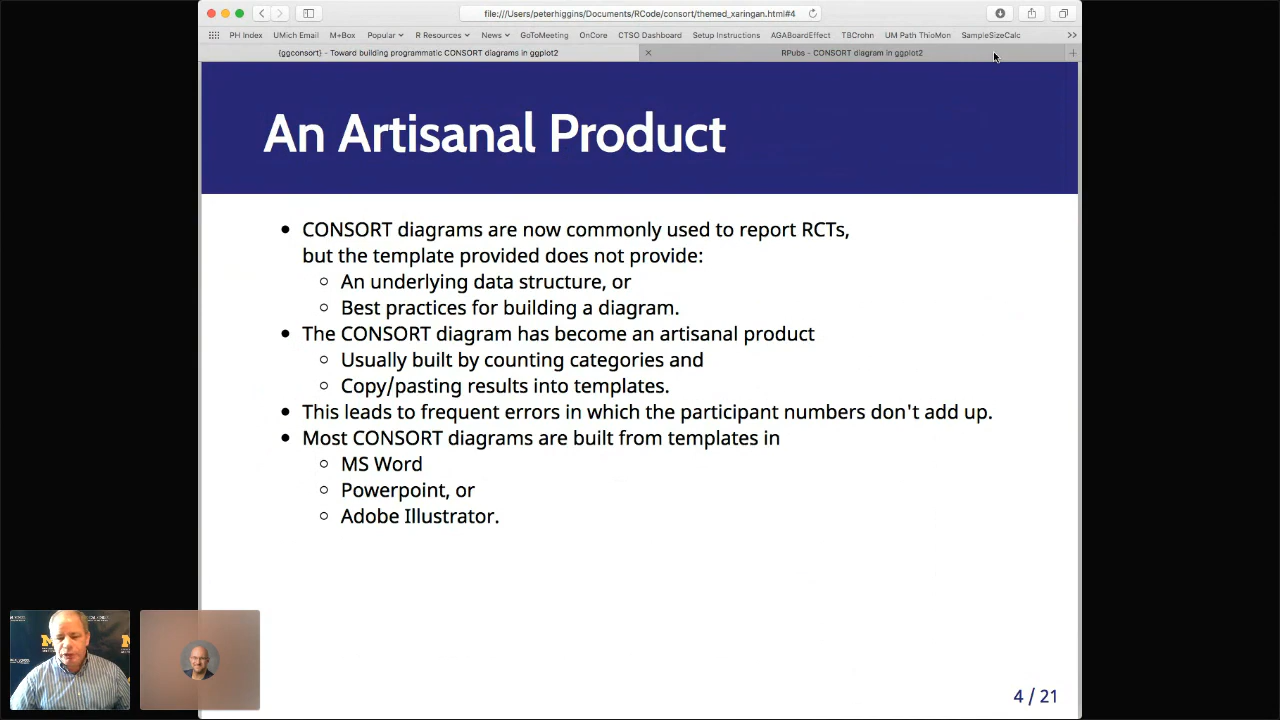 file:///Users/peterhiggins/Documents/RCode/consort/themed_xaringan.html#4
PH Index UMich Email M+Box Popular R Resources News GoToMeeting OnCore CTSO Dashboard Setup Instructions AGABoardEffect TBCrohn UM Path ThioMon SampleSizeCalc
{ggconsort} - Toward building programmatic CONSORT diagrams in ggplot2
RPubs - CONSORT diagram in ggplot2
An Artisanal Product
• CONSORT diagrams are now commonly used to report RCTs,
but the template provided does not provide:
○ An underlying data structure, or
○ Best practices for building a diagram.
• The CONSORT diagram has become an artisanal product
○ Usually built by counting categories and
○ Copy/pasting results into templates.
• This leads to frequent errors in which the participant numbers don't add up.
• Most CONSORT diagrams are built from templates in
○ MS Word
○ Powerpoint, or
○ Adobe Illustrator.
M
4 / 21